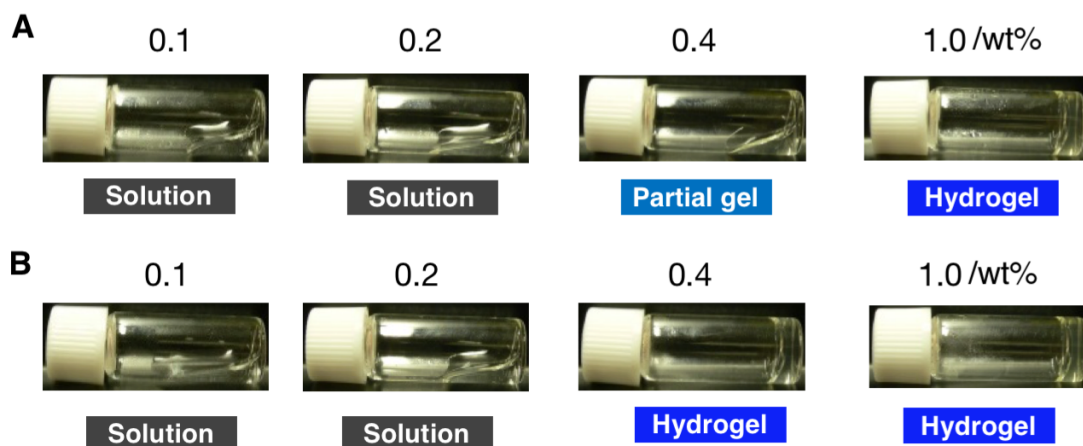 A
0.1 0.2 0.4 1.0 /wt%
Solution Solution Partial gel Hydrogel
B
0.1 0.2 0.4 1.0 /wt%
Solution Solution Hydrogel Hydrogel